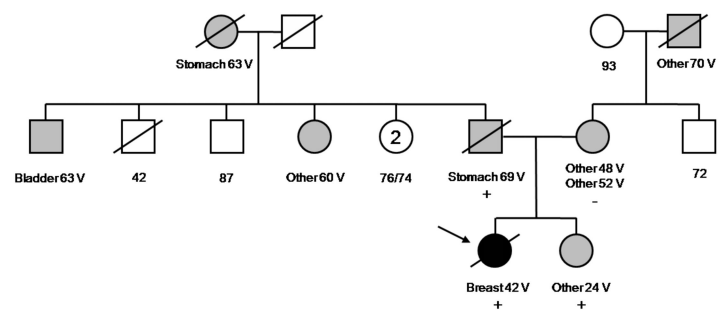 Stomach 63 V
93
Other 70 V
2
Bladder 63 V
42
87
Other 60 V
76/74
Stomach 69 V
+
Other 48 V
Other 52 V
-
72
Breast 42 V
+
Other 24 V
+